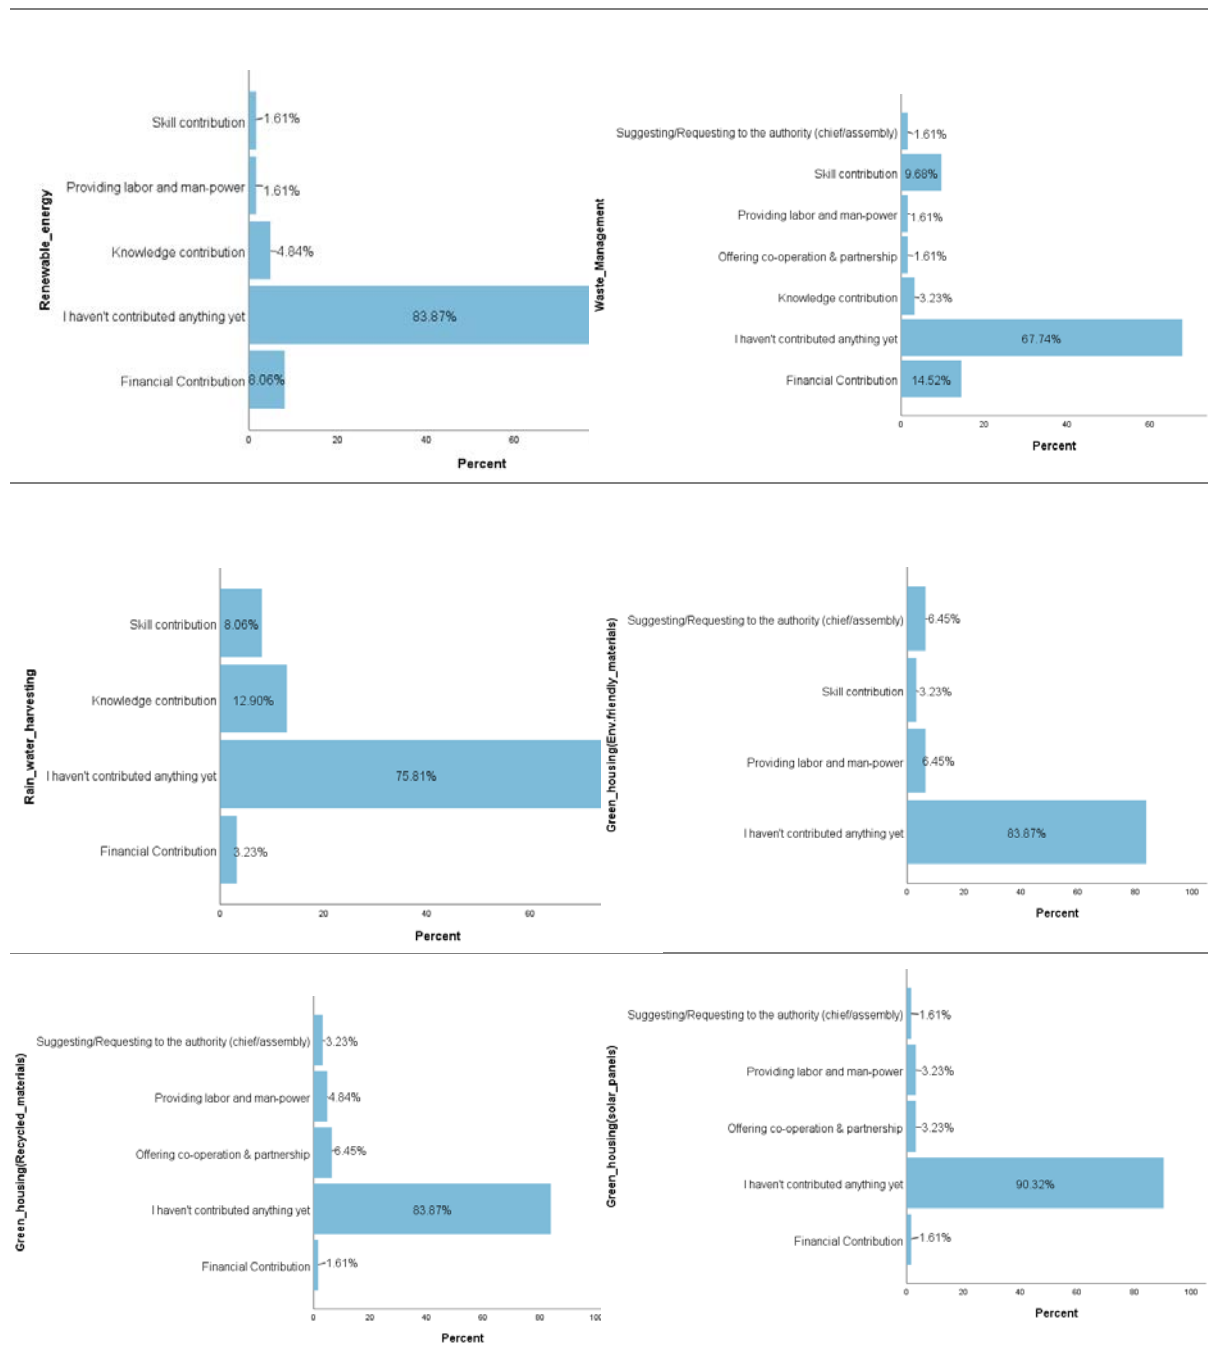 Renewable_energy
Skill contribution
1.61%
Providing labor and man-power
1.61%
Knowledge contribution
4.84%
I haven't contributed anything yet
83.87%
Financial Contribution
8.06%
0 20 40 60
Percent
Waste_Management
Suggesting/Requesting to the authority (chief/assembly)
1.61%
Skill contribution
9.68%
Providing labor and man-power
1.61%
Offering co-operation & partnership
1.61%
Knowledge contribution
3.23%
I haven't contributed anything yet
67.74%
Financial Contribution
14.52%
0 20 40 60
Percent
Rain_water_harvesting
Skill contribution
8.06%
Knowledge contribution
12.90%
I haven't contributed anything yet
75.81%
Financial Contribution
3.23%
0 20 40 60
Percent
Green_housing(Env.friendly_materials)
Suggesting/Requesting to the authority (chief/assembly)
6.45%
Skill contribution
3.23%
Providing labor and man-power
6.45%
I haven't contributed anything yet
83.87%
0 20 40 60 80 100
Percent
Green_housing(Recycled_materials)
Suggesting/Requesting to the authority (chief/assembly)
3.23%
Providing labor and man-power
4.84%
Offering co-operation & partnership
6.45%
I haven't contributed anything yet
83.87%
Financial Contribution
1.61%
0 20 40 60 80 100
Percent
Green_housing(solar_panels)
Suggesting/Requesting to the authority (chief/assembly)
1.61%
Providing labor and man-power
3.23%
Offering co-operation & partnership
3.23%
I haven't contributed anything yet
90.32%
Financial Contribution
1.61%
0 20 40 60 80 100
Percent